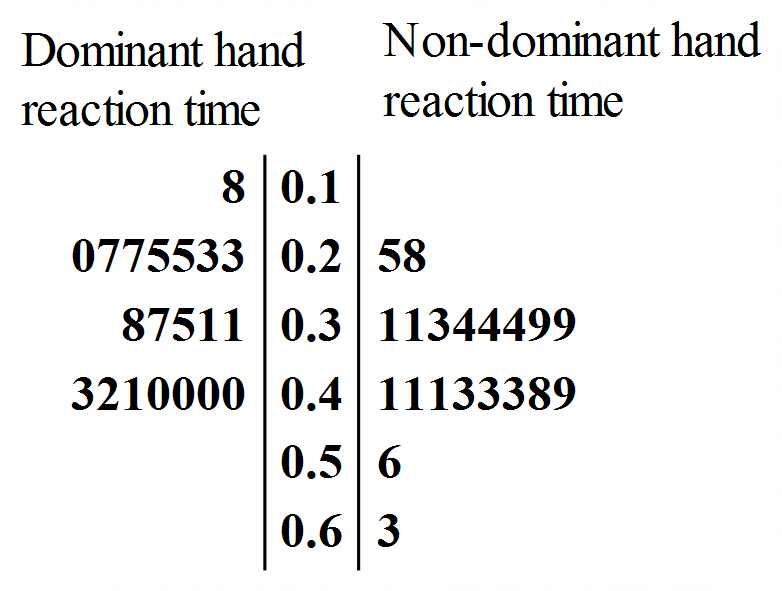 Dominant hand
reaction time
Non-dominant hand
reaction time
8 | 0.1 |
0775533 | 0.2 | 58
87511 | 0.3 | 11344499
3210000 | 0.4 | 11133389
0.5 | 6
0.6 | 3